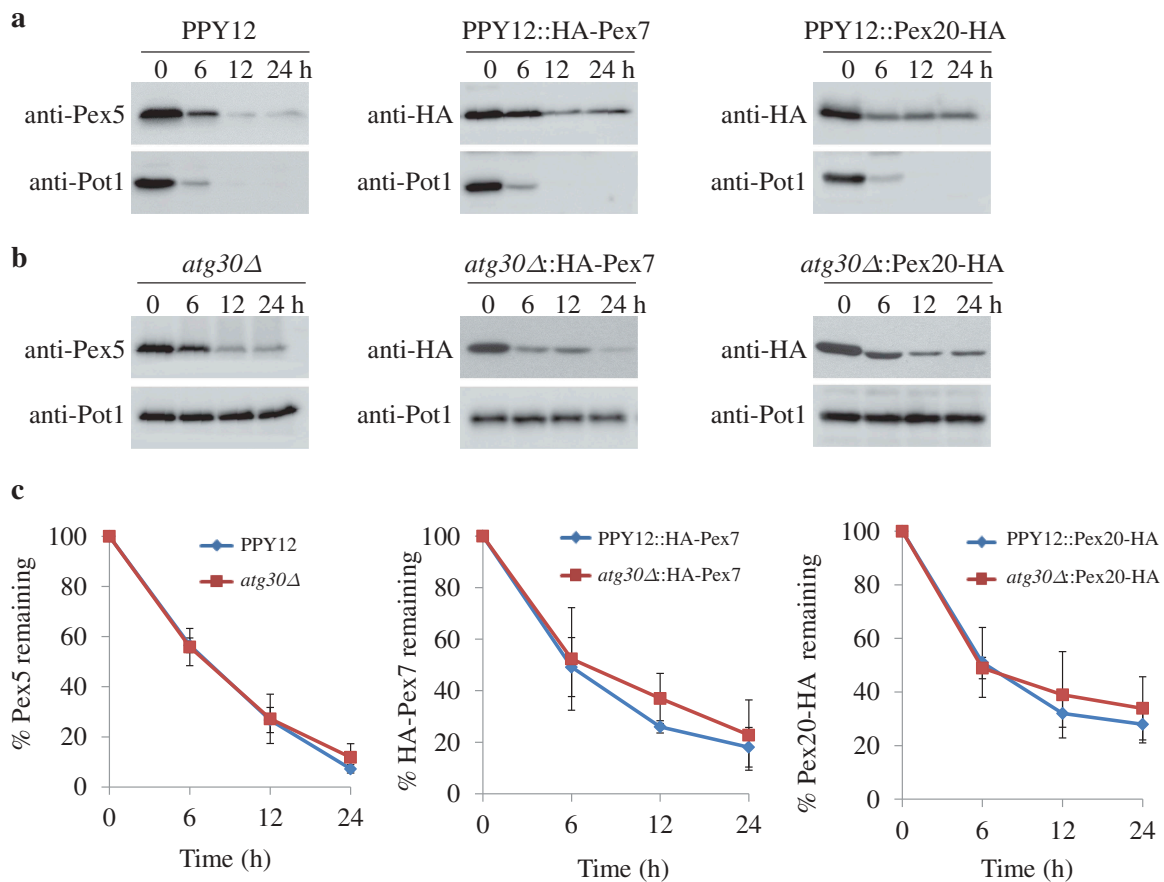 a
PPY12
PPY12::HA-Pex7
PPY12::Pex20-HA
0 6 12 24 h
0 6 12 24 h
0 6 12 24 h
anti-Pex5
anti-HA
anti-HA
anti-Pot1
anti-Pot1
anti-Pot1
b
atg30Δ
atg30Δ::HA-Pex7
atg30Δ::Pex20-HA
0 6 12 24 h
0 6 12 24 h
0 6 12 24 h
anti-Pex5
anti-HA
anti-HA
anti-Pot1
anti-Pot1
anti-Pot1
c
% Pex5 remaining
100
80
60
40
20
0
PPY12
atg30Δ
0 6 12 24
Time (h)
% HA-Pex7 remaining
100
80
60
40
20
0
PPY12::HA-Pex7
atg30Δ::HA-Pex7
0 6 12 24
Time (h)
% Pex20-HA remaining
100
80
60
40
20
0
PPY12::Pex20-HA
atg30Δ::Pex20-HA
0 6 12 24
Time (h)